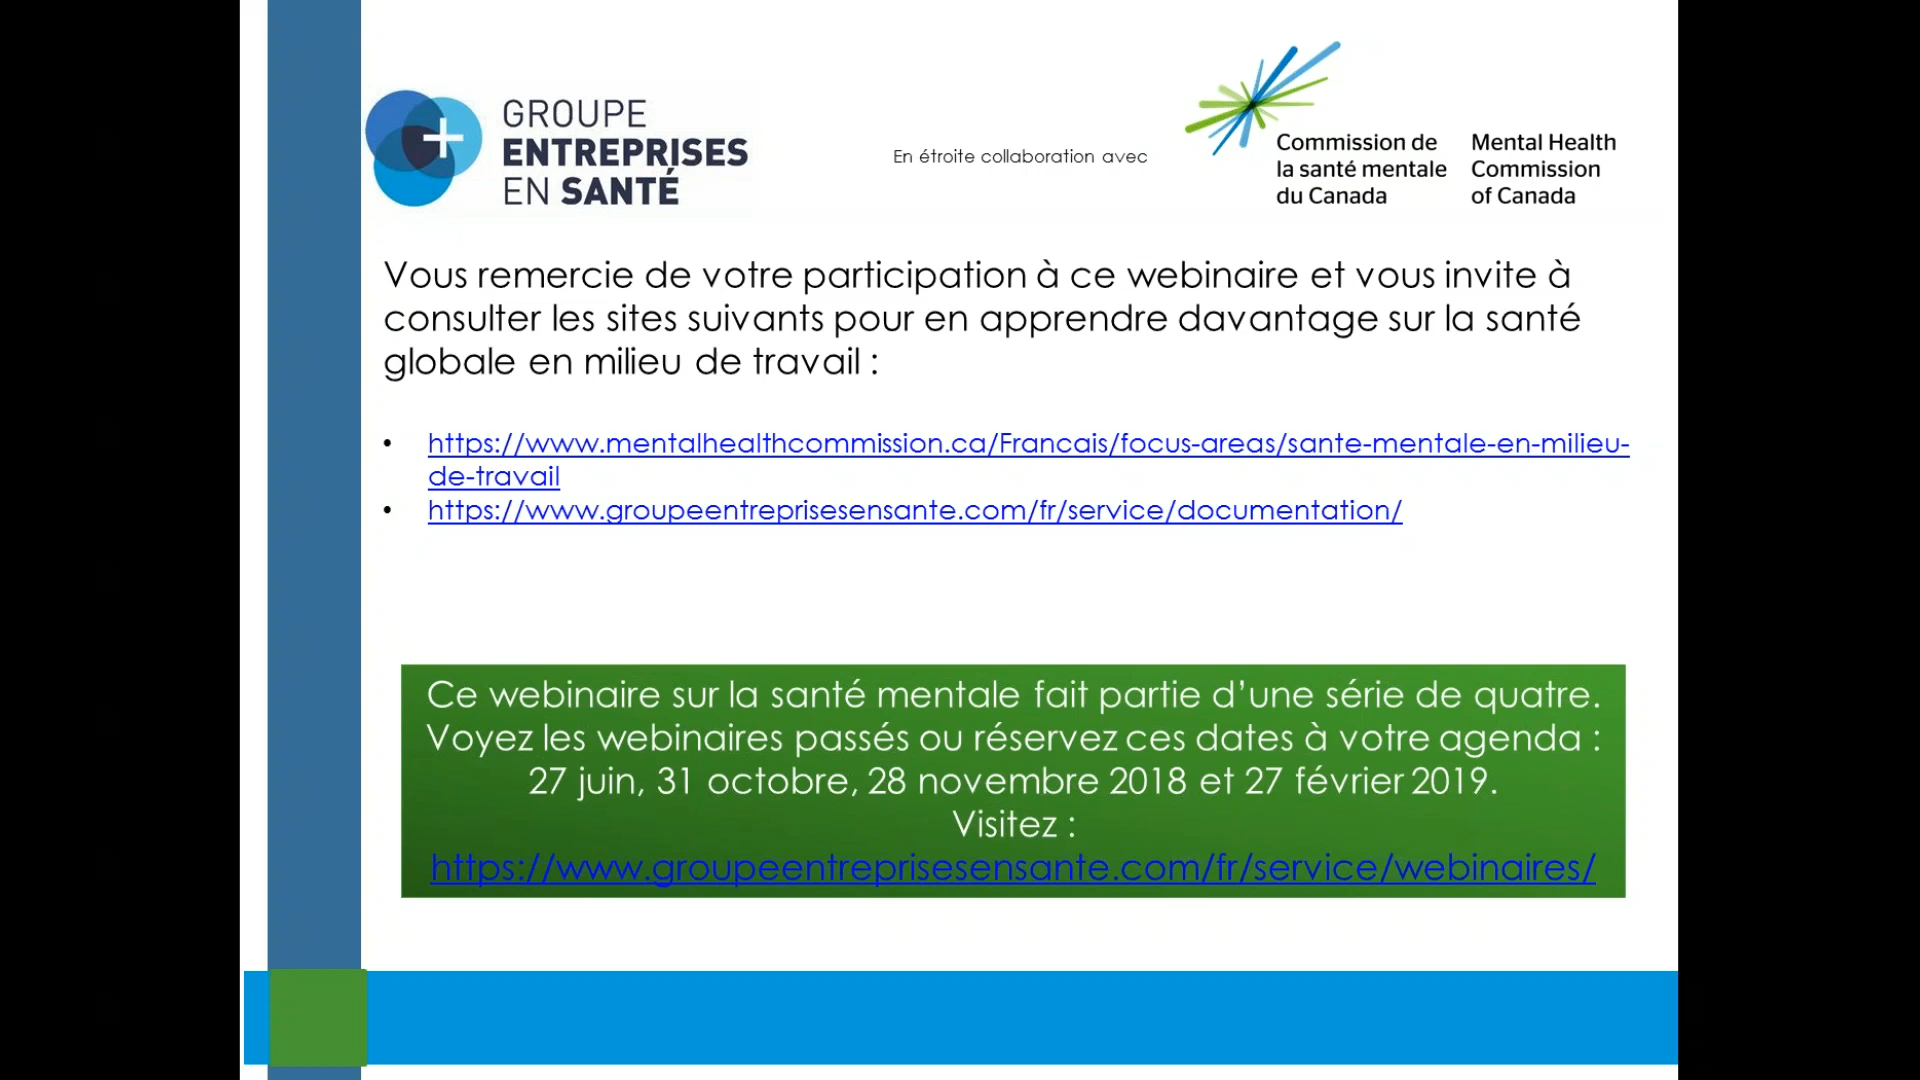 GROUPE
ENTREPRISES
EN SANTÉ
En étroite collaboration avec
Commission de
la santé mentale
du Canada
Mental Health
Commission
of Canada
Vous remercie de votre participation à ce webinaire et vous invite à
consulter les sites suivants pour en apprendre davantage sur la santé
globale en milieu de travail :
• https://www.mentalhealthcommission.ca/Francais/focus-areas/sante-mentale-en-milieu-
de-travail
• https://www.groupeentreprisesensante.com/fr/service/documentation/
Ce webinaire sur la santé mentale fait partie d’une série de quatre.
Voyez les webinaires passés ou réservez ces dates à votre agenda :
27 juin, 31 octobre, 28 novembre 2018 et 27 février 2019.
Visitez :
https://www.groupeentreprisesensante.com/fr/service/webinaires/